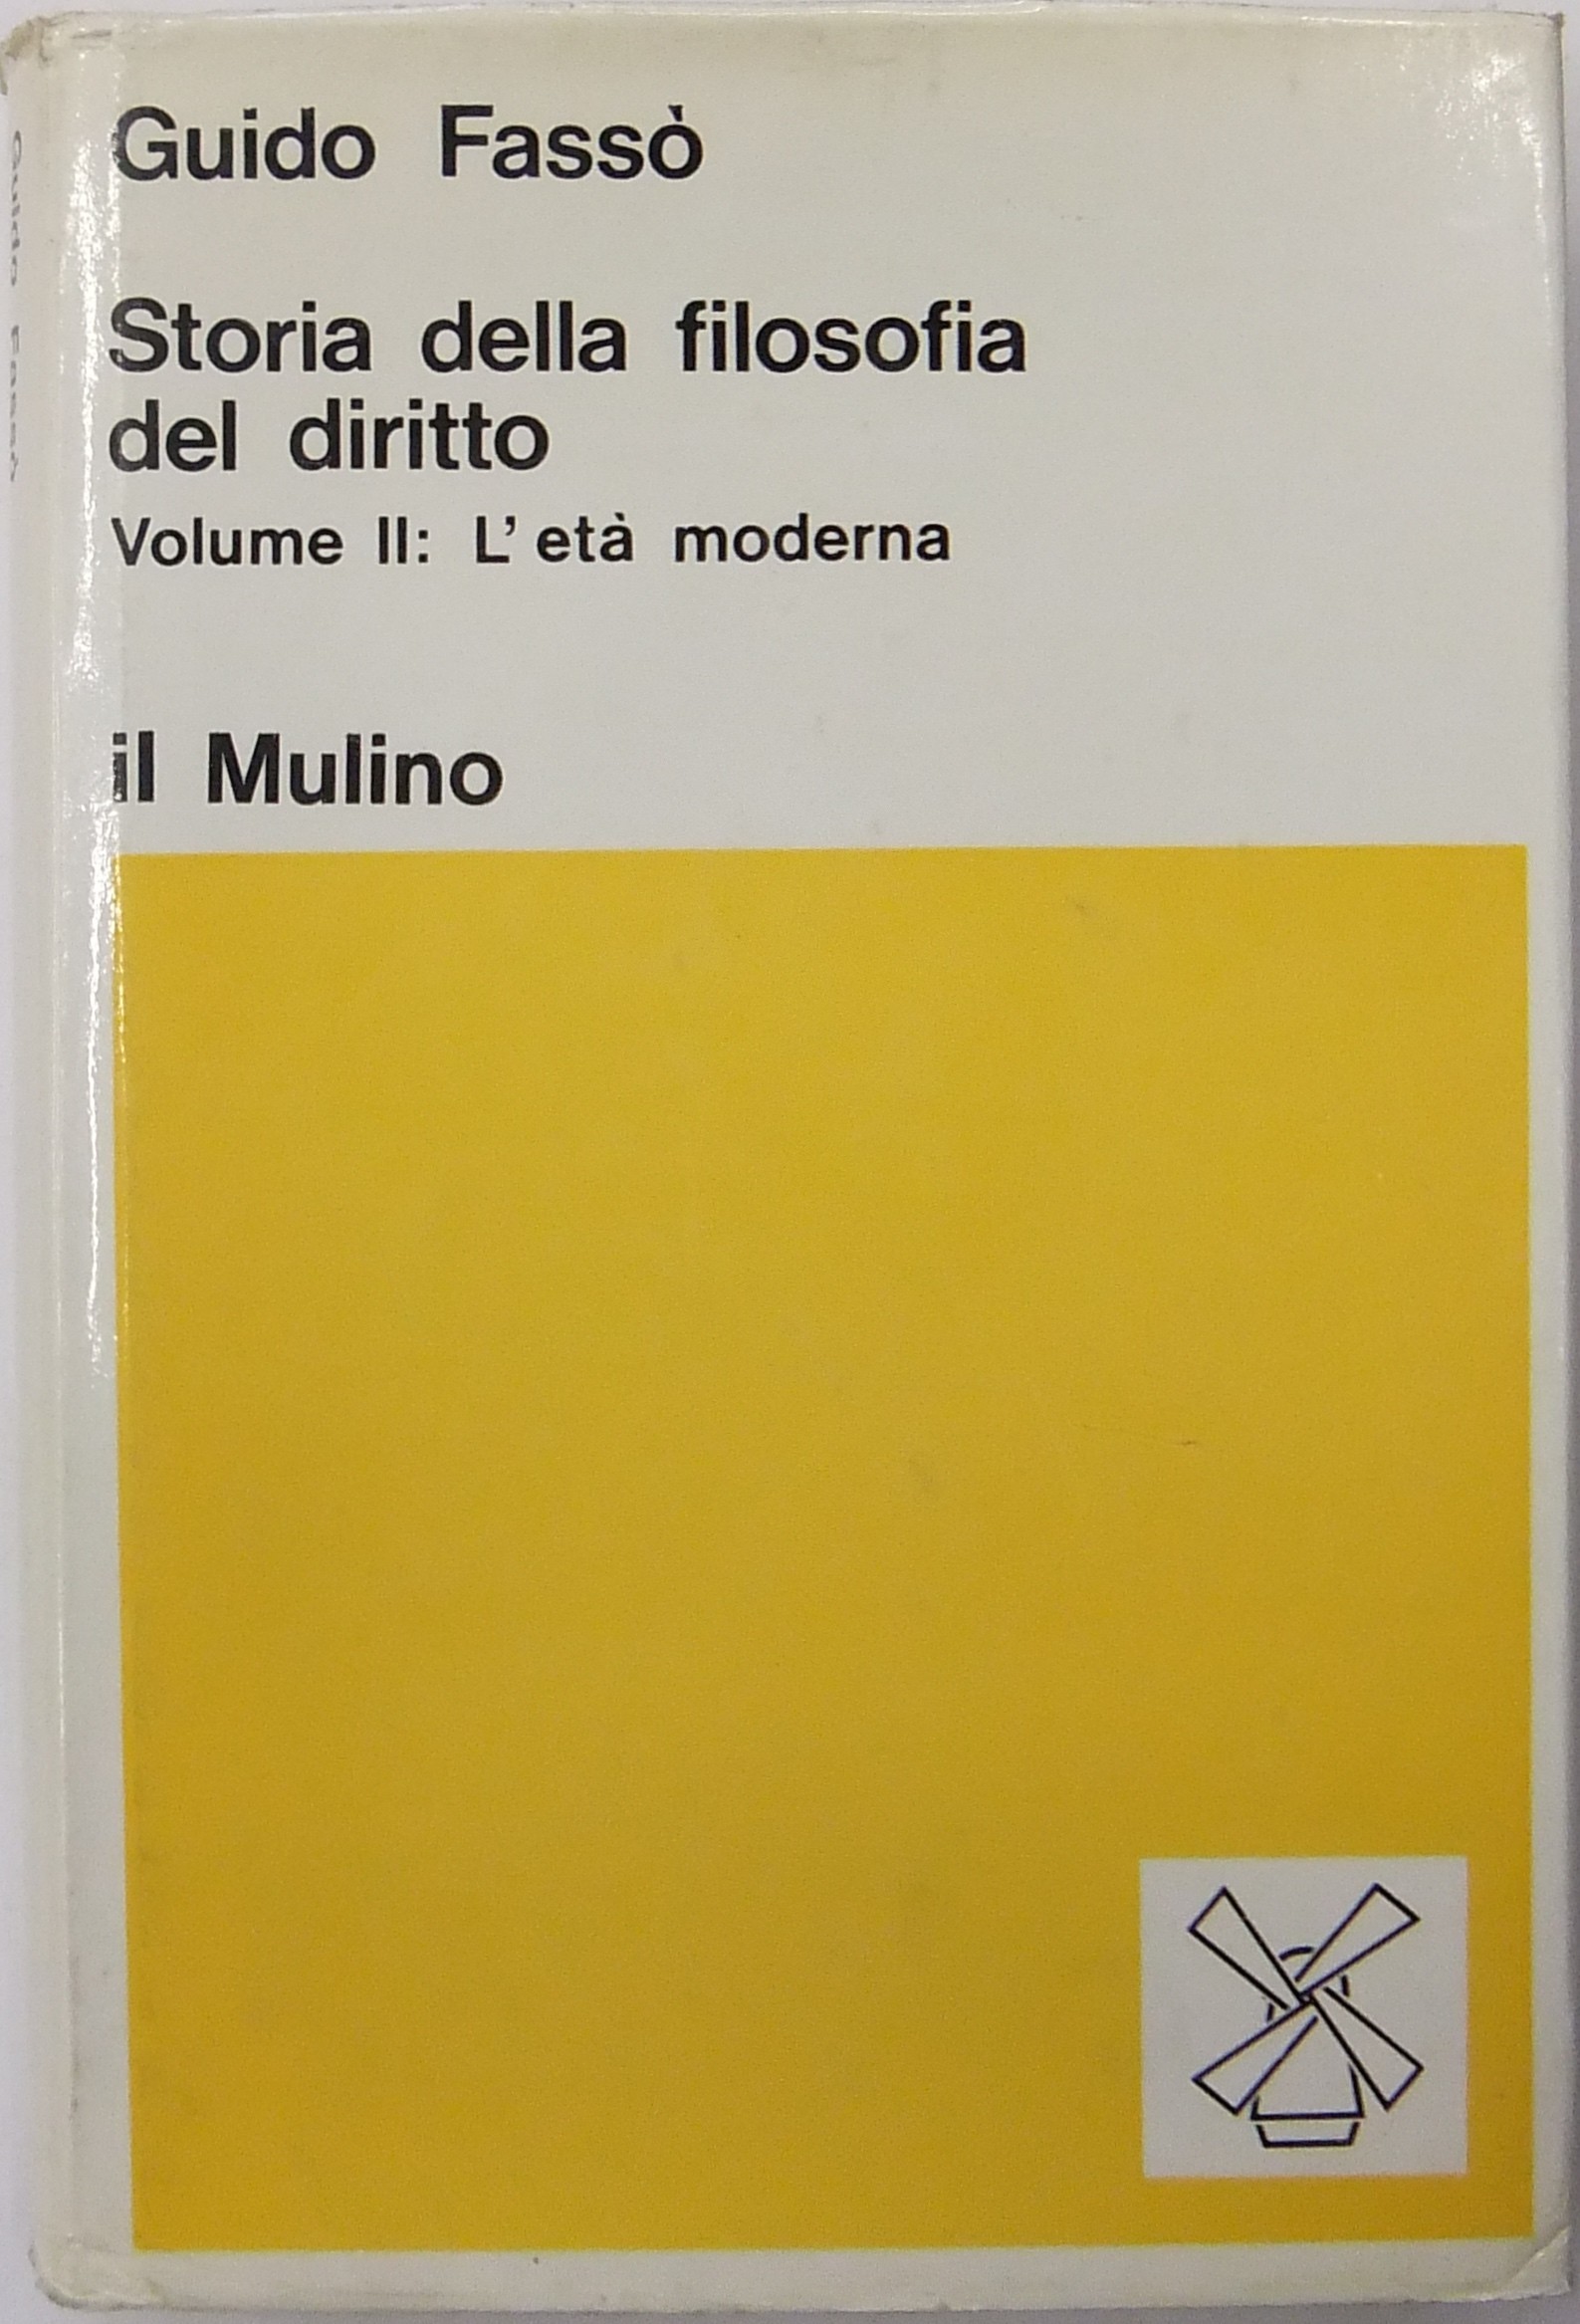 Guido Fassò
Storia della filosofia
del diritto
Volume II: L'età moderna
il Mulino
Guido Fassò